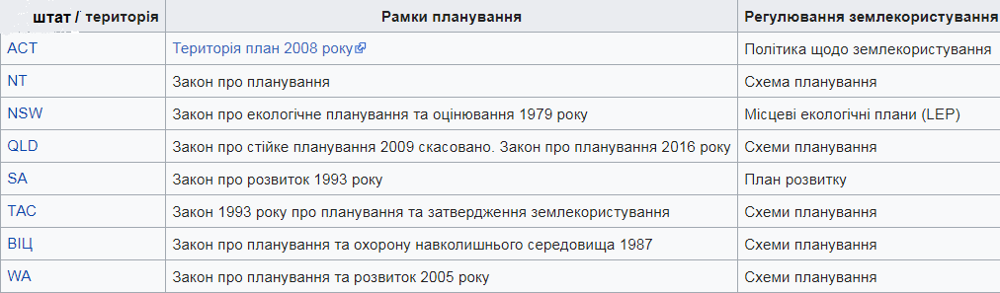 штат / територія Рамки планування Регулювання землекористування
ACT Територія план 2008 року Політика щодо землекористування
NT Закон про планування Схема планування
NSW Закон про екологічне планування та оцінювання 1979 року Місцеві екологічні плани (LEP)
QLD Закон про стійке планування 2009 скасовано. Закон про планування 2016 року Схеми планування
SA Закон про розвиток 1993 року План розвитку
ТАС Закон 1993 року про планування та затвердження землекористування Схеми планування
ВІЦ Закон про планування та охорону навколишнього середовища 1987 Схеми планування
WA Закон про планування та розвиток 2005 року Схеми планування